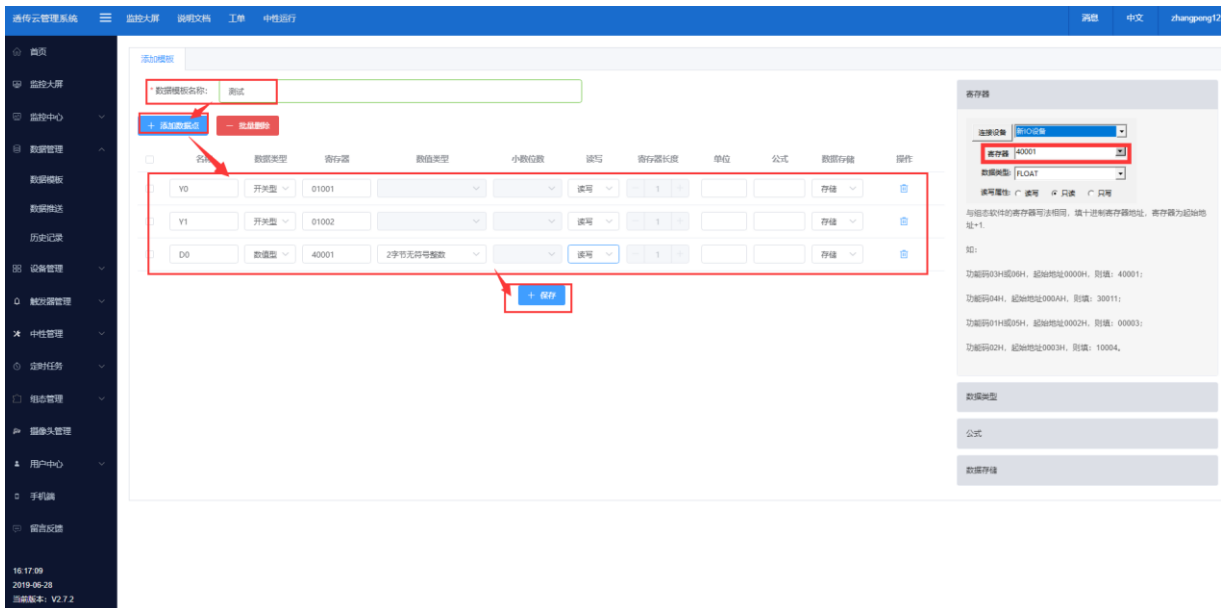 透传云管理系统 监控大屏 说明文档 工单 中性运行 消息 中文 zhangpeng12
首页
监控大屏
监控中心
数据管理
数据模板
数据推送
历史记录
设备管理
触发器管理
中性管理
定时任务
组态管理
摄像头管理
用户中心
手机端
留言反馈
16:17:09
2019-06-28
当前版本：V2.7.2
添加模板
* 数据模板名称: 测试
+ 添加数据点 — 批量删除
名称 数据类型 寄存器 数值类型 小数位数 读写 寄存器长度 单位 公式 数据存储 操作
Y0 开关型 01001 读写 - 1 + 存储
Y1 开关型 01002 读写 - 1 + 存储
D0 数值型 40001 2字节无符号整数 读写 - 1 + 存储
+ 保存
寄存器
连接设备 新IO设备
寄存器 40001
数据类型 FLOAT
读写属性: 读写 只读 只写
与组态软件的寄存器写法相同，填十进制寄存器地址，寄存器为起始地
址+1.
如:
功能码03H或06H，起始地址0000H，则填：40001;
功能码04H，起始地址000AH，则填：30011;
功能码01H或05H，起始地址0002H，则填：00003;
功能码02H，起始地址0003H，则填：10004。
数据类型
公式
数据存储